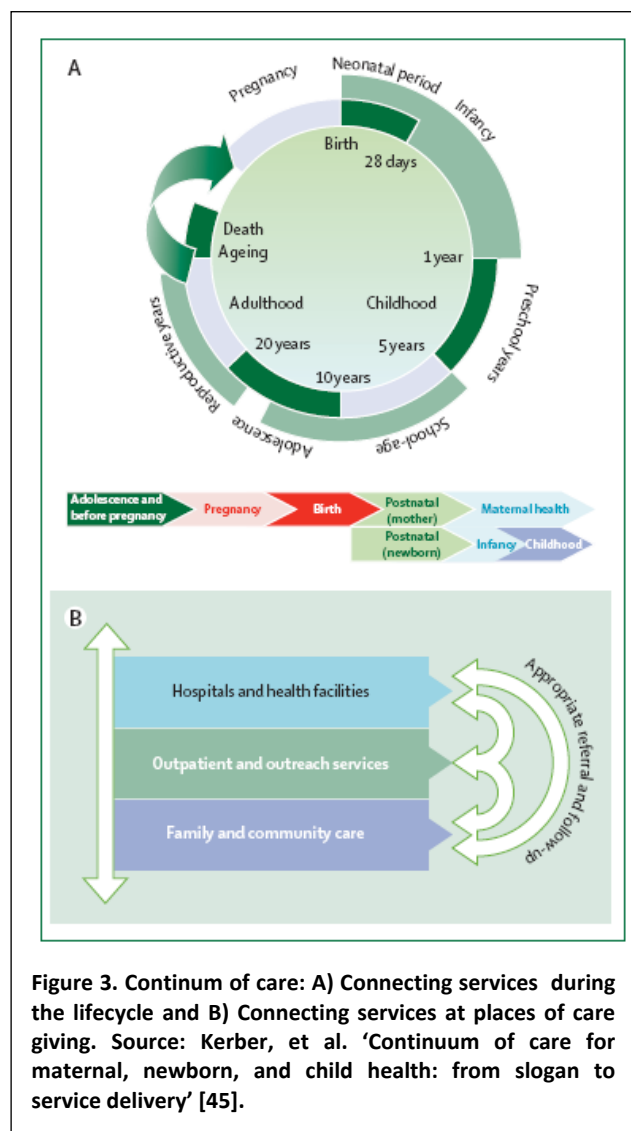 A
Pregnancy
Neonatal period
Infancy
Birth
28 days
Death
Ageing
1 year
Adulthood
Childhood
Preschool years
20 years
5 years
10 years
Reproductive years
Adolescence
School-age
Adolescence and
before pregnancy
Pregnancy
Birth
Postnatal
(mother)
Maternal health
Postnatal
(newborn)
Infancy
Childhood
B
Hospitals and health facilities
Outpatient and outreach services
Family and community care
Appropriate referral and follow-up
Figure 3. Continum of care: A) Connecting services during
the lifecycle and B) Connecting services at places of care
giving. Source: Kerber, et al. ‘Continuum of care for
maternal, newborn, and child health: from slogan to
service delivery’ [45].